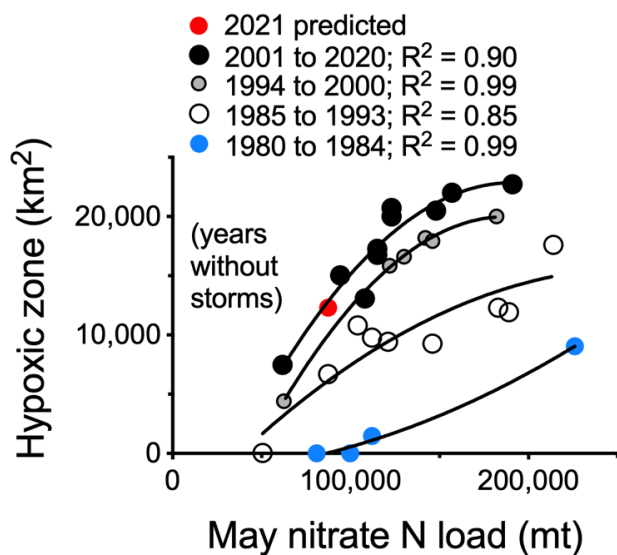 2021 predicted
2001 to 2020; R² = 0.90
1994 to 2000; R² = 0.99
1985 to 1993; R² = 0.85
1980 to 1984; R² = 0.99
Hypoxic zone (km²)
20,000
10,000
0
(years
without
storms)
0
100,000
200,000
May nitrate N load (mt)